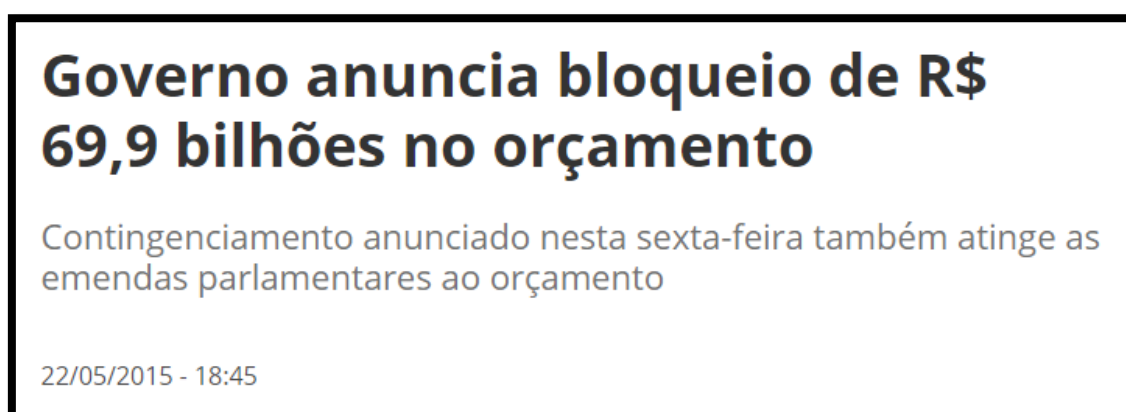 Governo anuncia bloqueio de R$
69,9 bilhões no orçamento
Contingenciamento anunciado nesta sexta-feira também atinge as
emendas parlamentares ao orçamento
22/05/2015 - 18:45